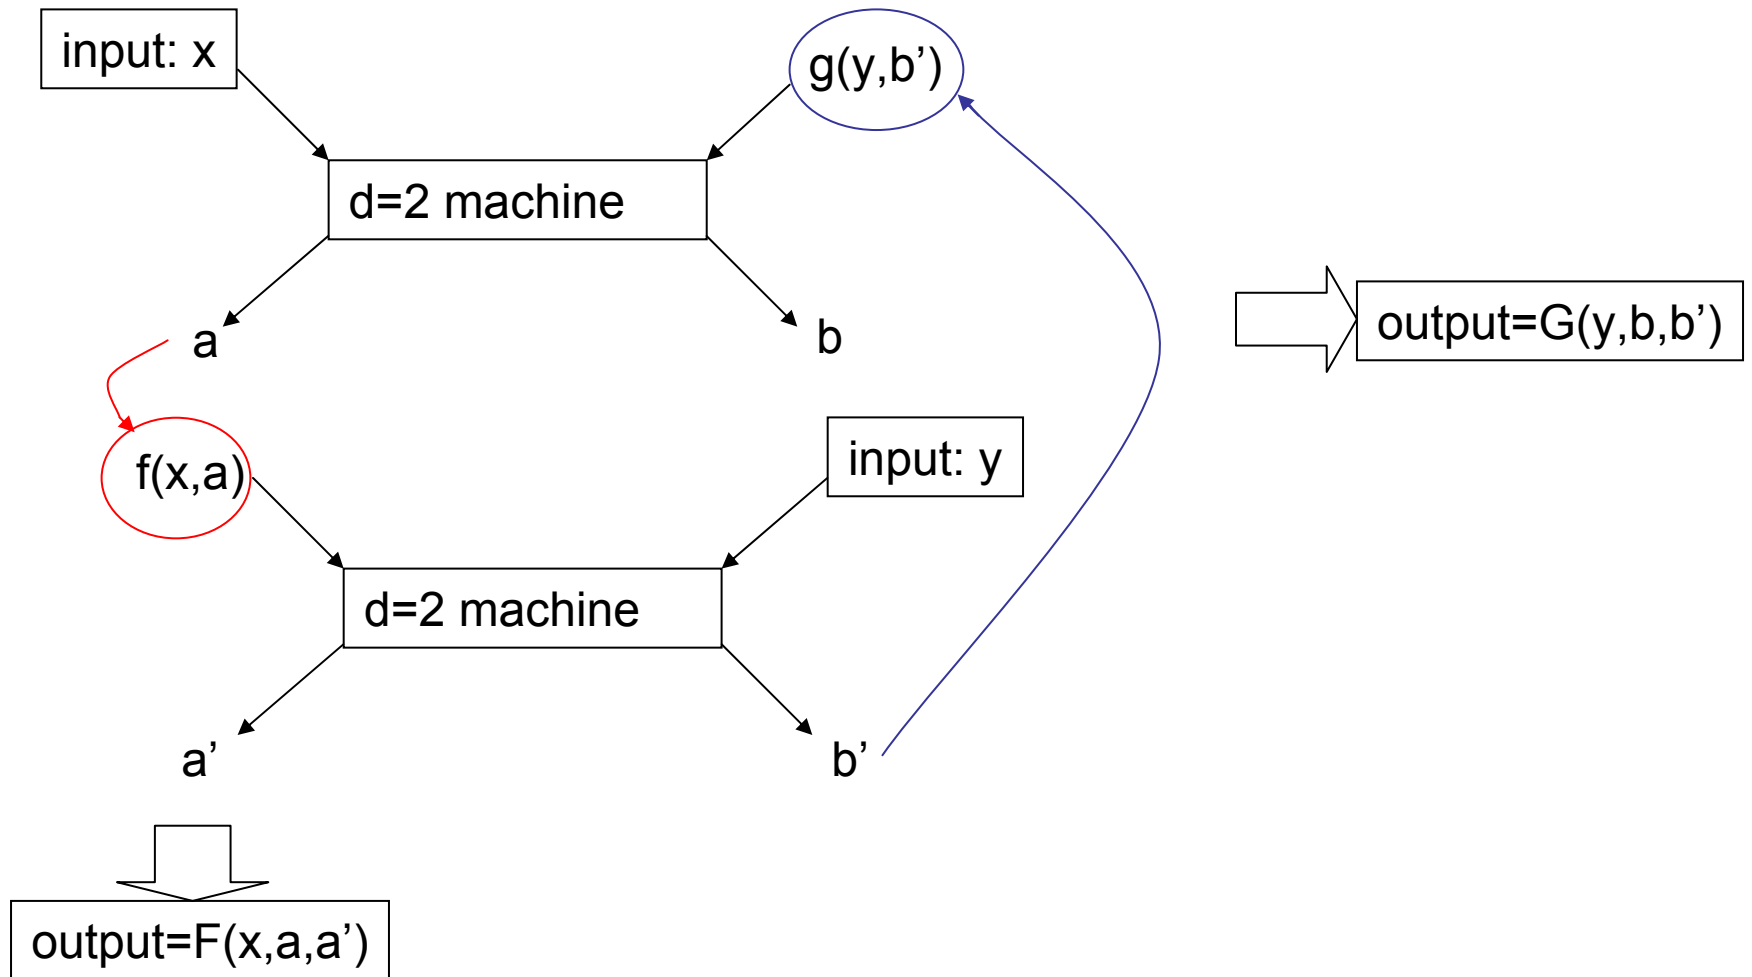 input: x
g(y,b’)
d=2 machine
a
b
output=G(y,b,b’)
f(x,a)
input: y
d=2 machine
a’
b’
output=F(x,a,a’)